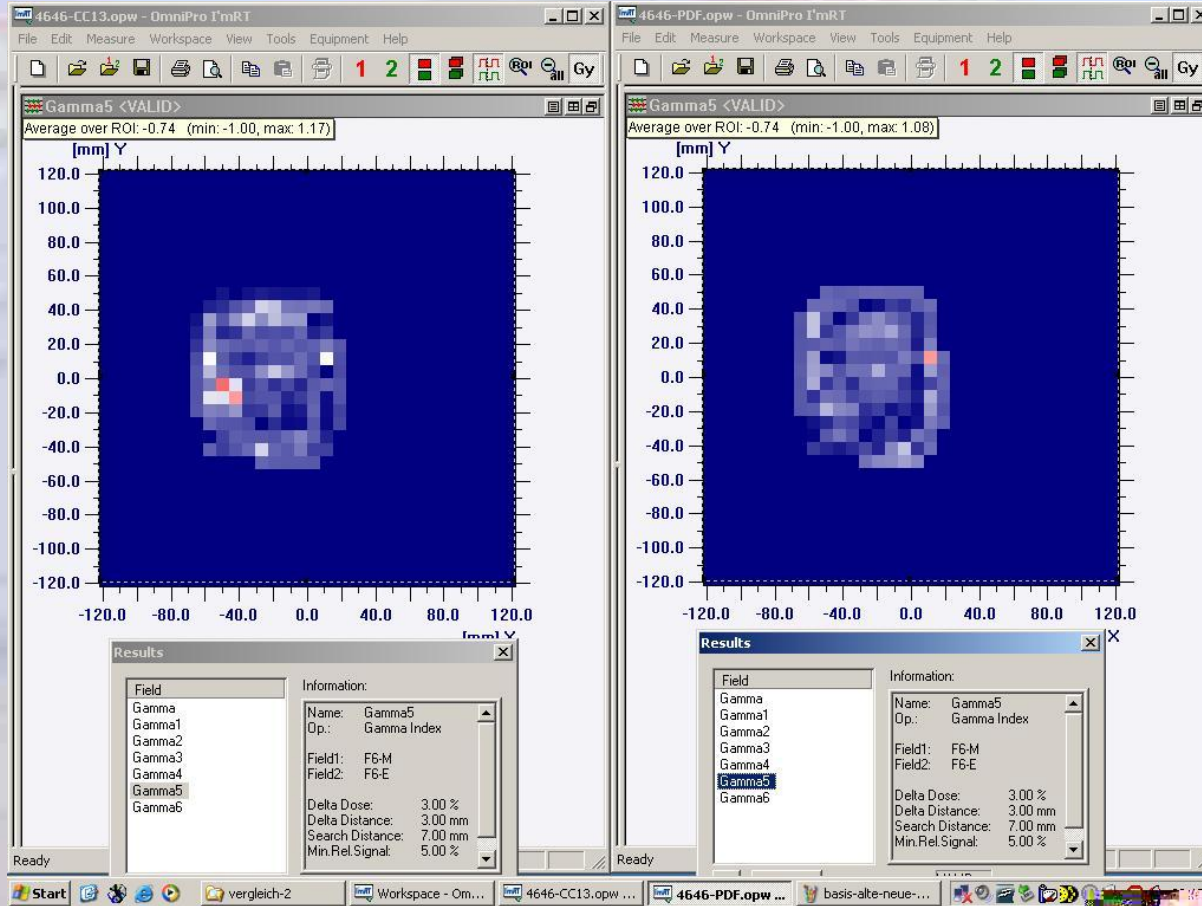 4646-CC13.opw - OmniPro I'mRT
File Edit Measure Workspace View Tools Equipment Help
1 2 ROI All Gy
Gamma5 <VALID>
Average over ROI: -0.74 (min: -1.00, max: 1.17)
[mm] Y
120.0
100.0
80.0
60.0
40.0
20.0
0.0
-20.0
-40.0
-60.0
-80.0
-100.0
-120.0
-120.0 -80.0 -40.0 0.0 40.0 80.0 120.0
Results
Field
Gamma
Gamma1
Gamma2
Gamma3
Gamma4
Gamma5
Gamma6
Information:
Name: Gamma5
Op.: Gamma Index
Field1: F6-M
Field2: F6-E
Delta Dose: 3.00 %
Delta Distance: 3.00 mm
Search Distance: 7.00 mm
Min.Rel.Signal: 5.00 %
Ready
4646-PDF.opw - OmniPro I'mRT
File Edit Measure Workspace View Tools Equipment Help
1 2 ROI All Gy
Gamma5 <VALID>
Average over ROI: -0.74 (min: -1.00, max: 1.08)
[mm] Y
120.0
100.0
80.0
60.0
40.0
20.0
0.0
-20.0
-40.0
-60.0
-80.0
-100.0
-120.0
-120.0 -80.0 -40.0 0.0 40.0 80.0 120.0
X
Results
Field
Gamma
Gamma1
Gamma2
Gamma3
Gamma4
Gamma5
Gamma6
Information:
Name: Gamma5
Op.: Gamma Index
Field1: F6-M
Field2: F6-E
Delta Dose: 3.00 %
Delta Distance: 3.00 mm
Search Distance: 7.00 mm
Min.Rel.Signal: 5.00 %
Ready
Start vergleich-2 Workspace - Om... 4646-CC13.opw ... 4646-PDF.opw ... basis-alte-neue-...